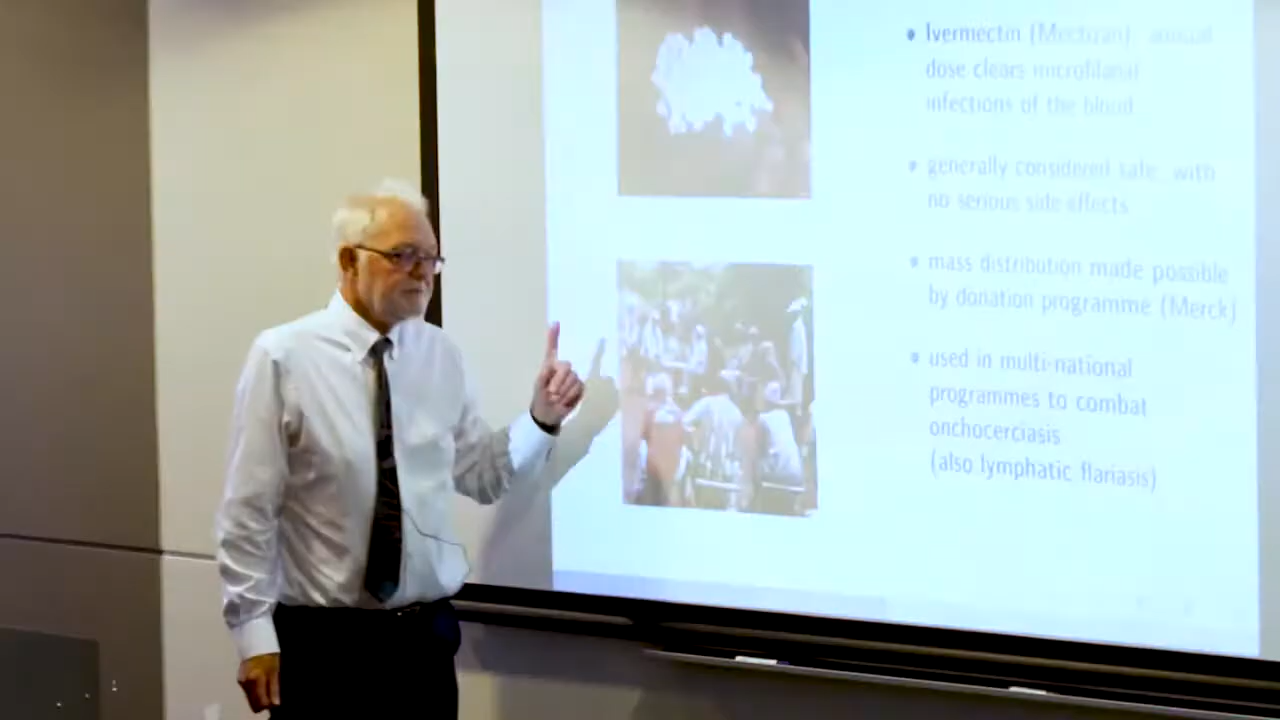 • Ivermectin (Mectizan) annual
dose clears microfilarial
infections of the blood
• generally considered safe with
no serious side effects
• mass distribution made possible
by donation programme (Merck)
• used in multi-national
programmes to combat
onchocerciasis
(also lymphatic filariasis)